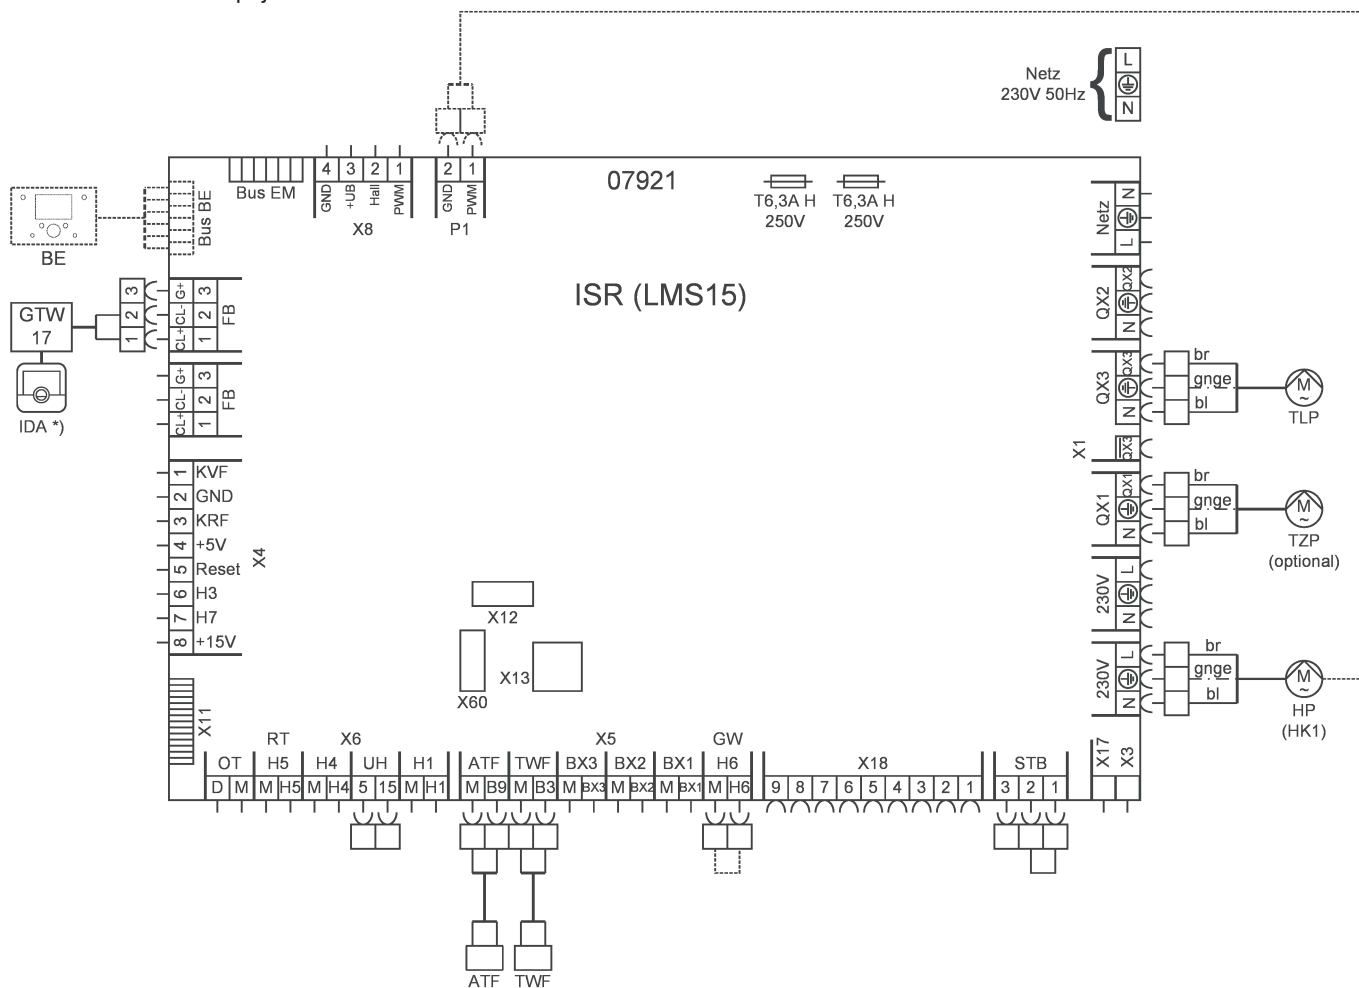 Netz
230V 50Hz
L
N
4 3 2 1
GND +UB Hall PWM
X8
Bus EM
2 1
GND PWM
P1
07921
T6,3A H
250V
T6,3A H
250V
Netz
N
L
BE
Bus BE
ISR (LMS15)
GTW
17
IDA *)
3
2
1
G+
CL-
CL+
3
2
1
FB
G+
CL-
CL+
3
2
1
FB
QX2
QX2
N
QX3
QX3
N
br
gnge
bl
M
~
TLP
X1
QX3
QX1
QX1
N
br
gnge
bl
M
~
TZP
(optional)
230V
L
N
230V
L
N
br
gnge
bl
M
~
HP
(HK1)
1 KVF
2 GND
3 KRF
4 +5V
5 Reset
6 H3
7 H7
8 +15V
X4
X12
X60
X13
X11
RT X6 X5 GW
OT H5 H4 UH H1 ATF TWF BX3 BX2 BX1 H6 X18 STB X17 X3
D M M H5 M H4 5 15 M H1 M B9 M B3 M BX3 M BX2 M BX1 M H6 9 8 7 6 5 4 3 2 1 3 2 1
ATF TWF